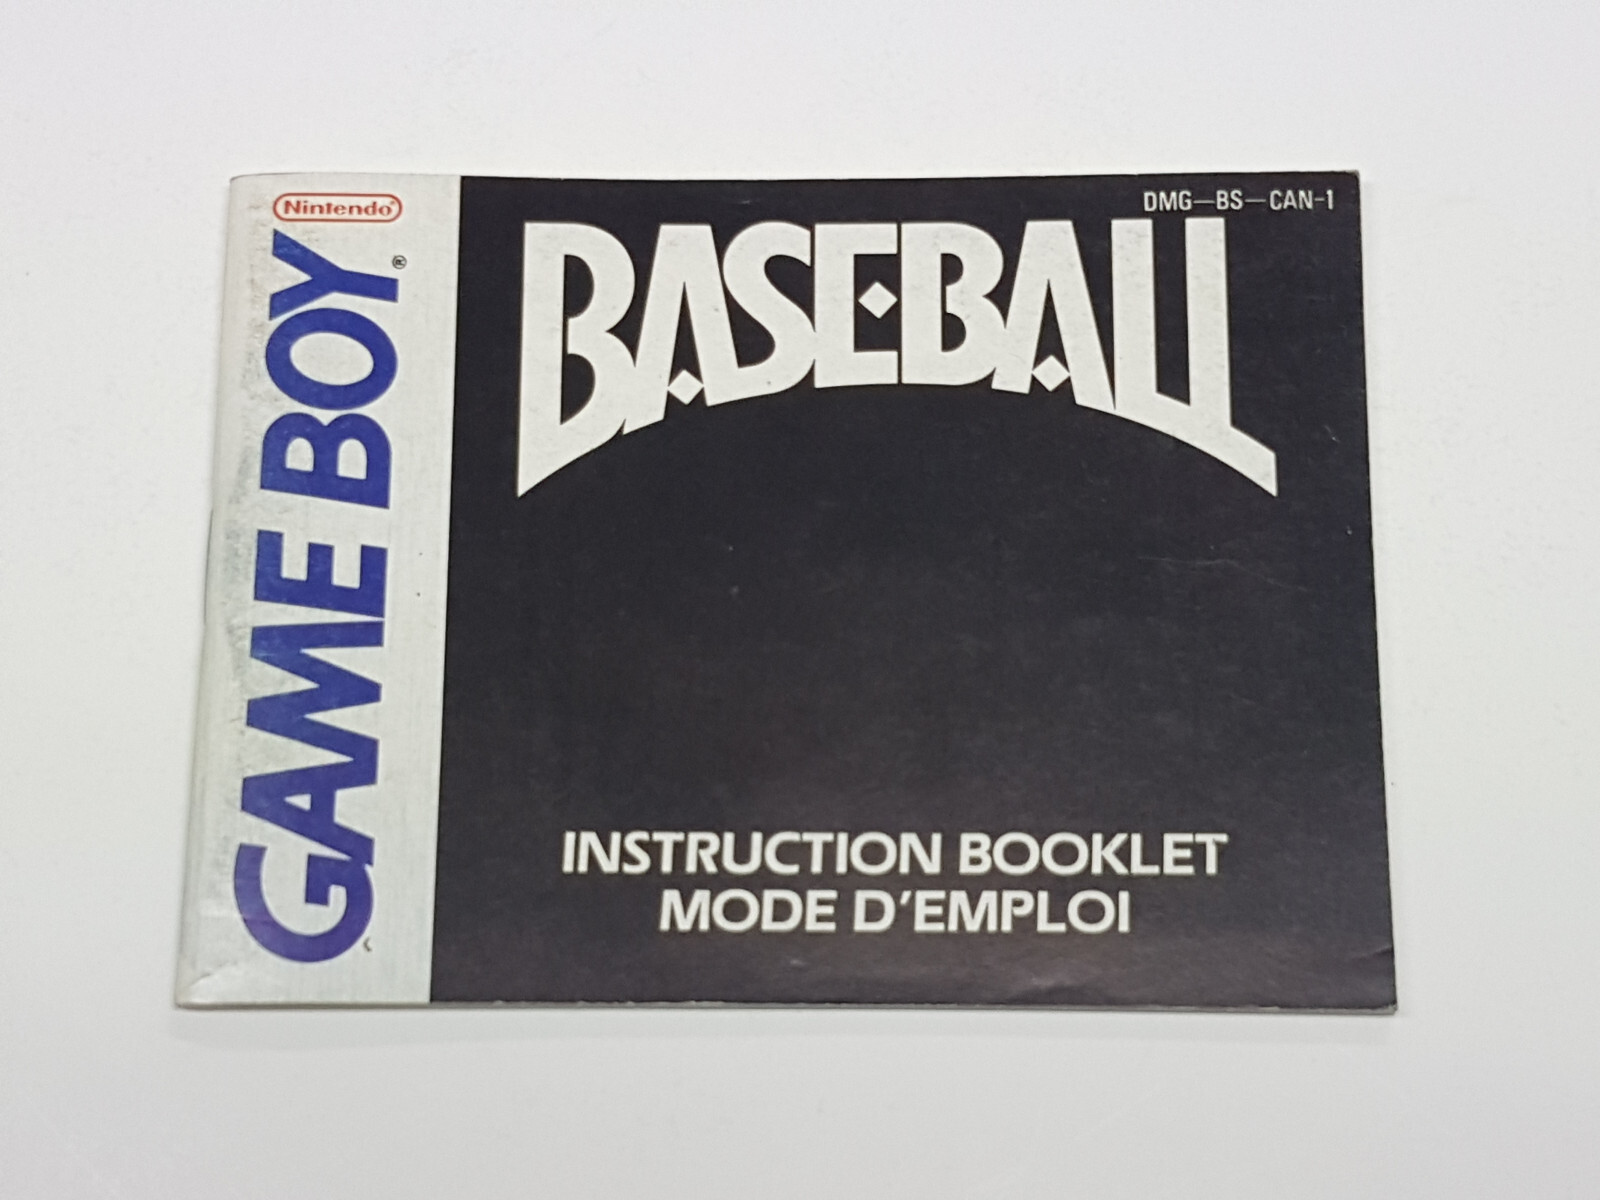 Nintendo®
GAME BOY®
DMG—BS—CAN-1
BASEBALL
INSTRUCTION BOOKLET
MODE D'EMPLOI